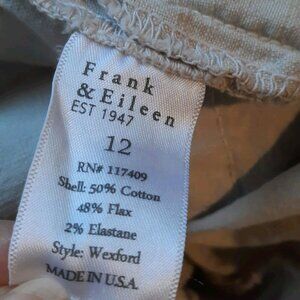 Frank
& Eileen
EST 1947
12
RN# 117409
Shell: 50% Cotton
48% Flax
2% Elastane
Style: Wexford
MADE IN U.S.A.